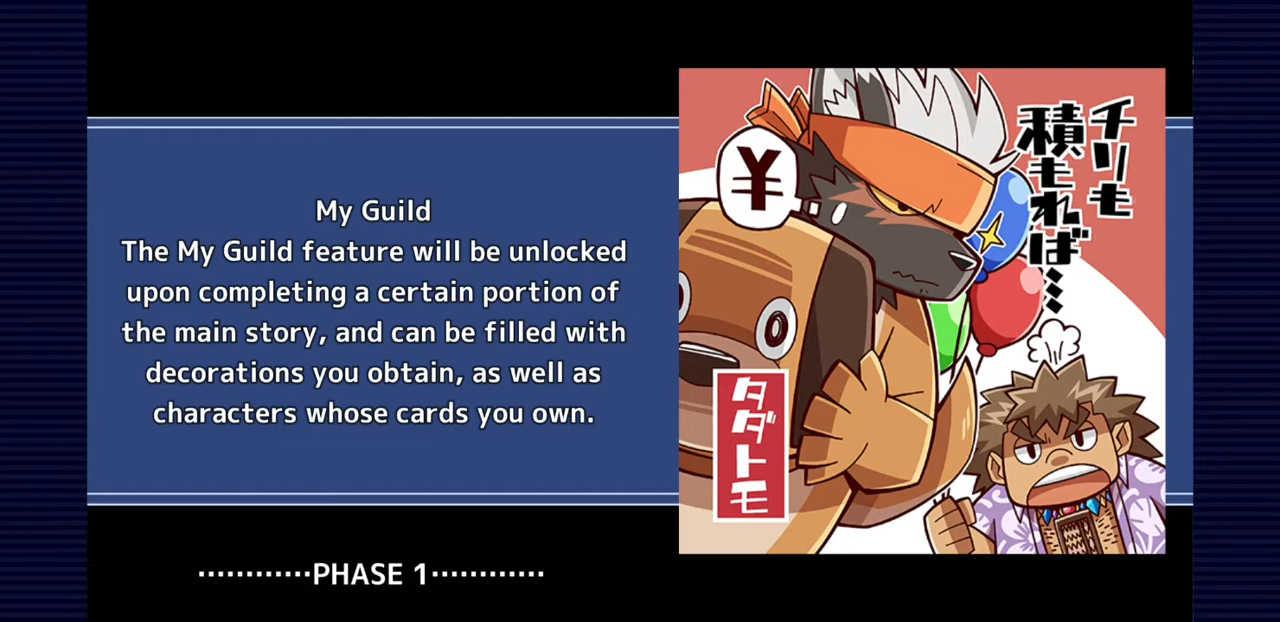 My Guild
The My Guild feature will be unlocked
upon completing a certain portion of
the main story, and can be filled with
decorations you obtain, as well as
characters whose cards you own.
············PHASE 1············
¥
チリも
積もれば…
タダトモ